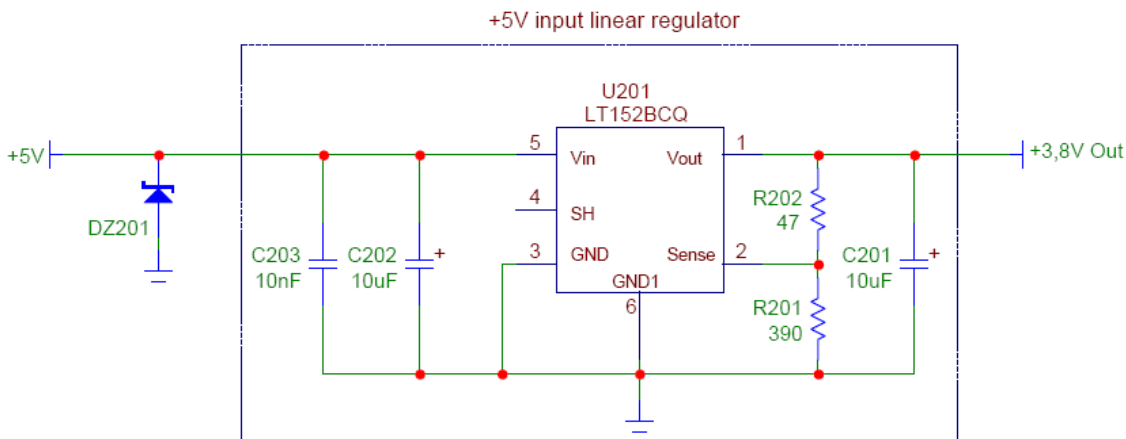 +5V input linear regulator
U201
LT152BCQ
+5V
5
Vin
Vout
1
+3,8V Out
4
SH
R202
47
DZ201
C203
10nF
C202
10uF
+
3
GND
Sense
2
C201
10uF
+
GND1
6
R201
390